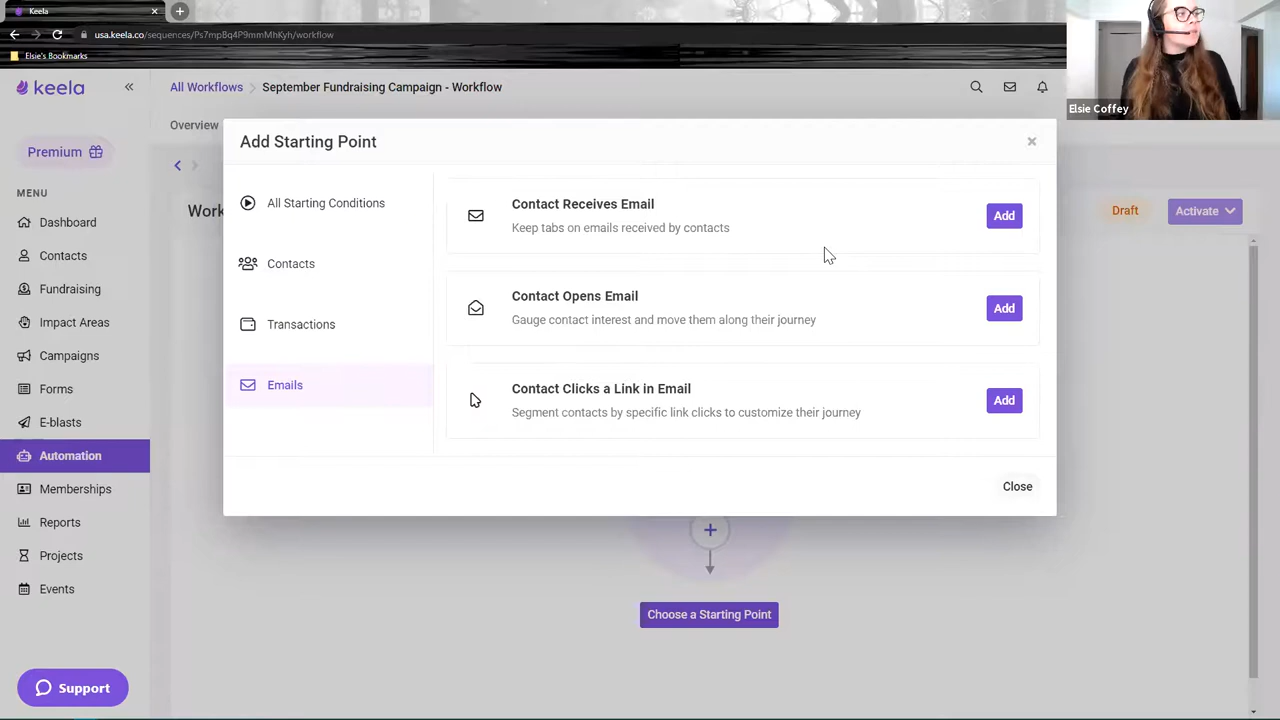 Keela
usa.keela.co/sequences/Ps7mpBq4P9mmMhKyh/workflow
Elsie's Bookmarks
keela
All Workflows
September Fundraising Campaign - Workflow
Elsie Coffey
Overview
Premium
MENU
Dashboard
Contacts
Fundraising
Impact Areas
Campaigns
Forms
E-blasts
Automation
Memberships
Reports
Projects
Events
Support
Work
Draft
Activate
Add Starting Point
All Starting Conditions
Contacts
Transactions
Emails
Contact Receives Email
Keep tabs on emails received by contacts
Add
Contact Opens Email
Gauge contact interest and move them along their journey
Add
Contact Clicks a Link in Email
Segment contacts by specific link clicks to customize their journey
Add
Close
Choose a Starting Point